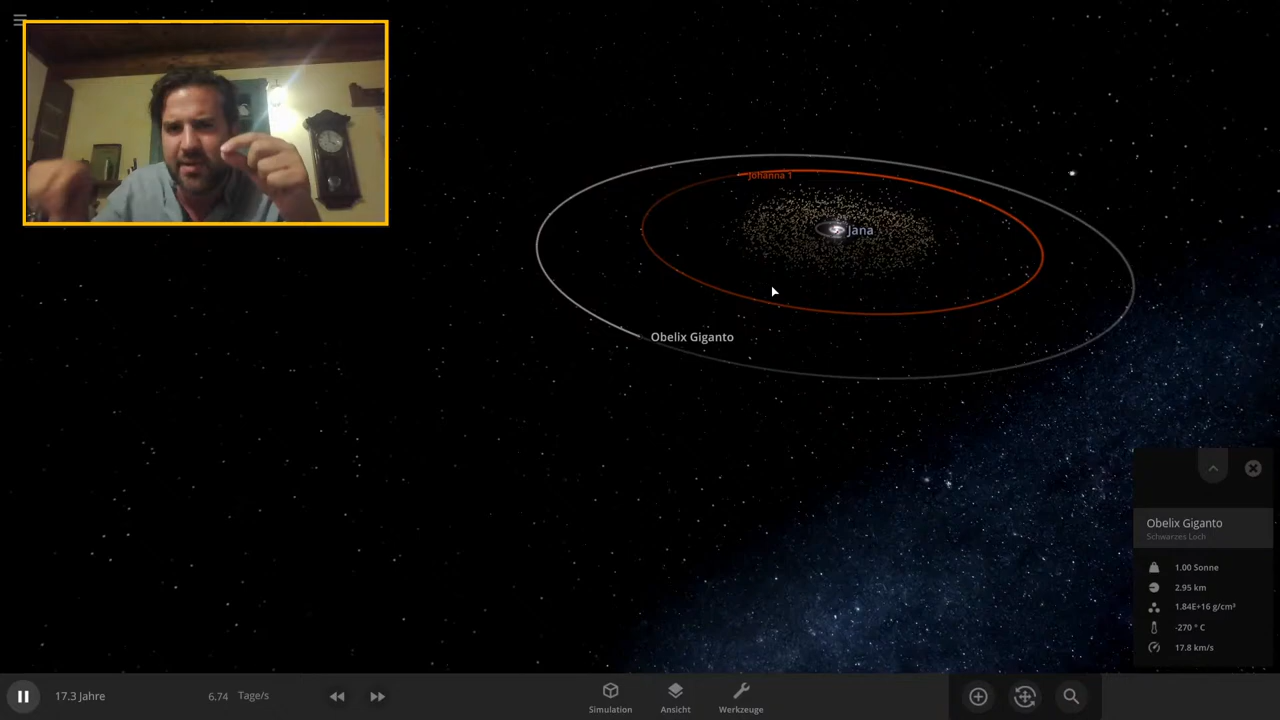 Johanna 1
Jana
Obelix Giganto
Obelix Giganto
Schwarzes Loch
1.00 Sonne
2.95 km
1.84E+16 g/cm³
-270 ° C
17.8 km/s
17.3 Jahre
6.74 Tage/s
Simulation
Ansicht
Werkzeuge